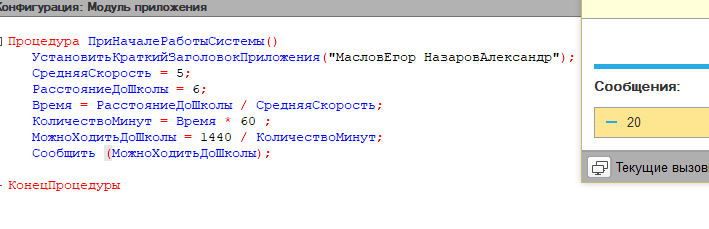 Конфигурация: Модуль приложения
Процедура ПриНачалеРаботыСистемы()
УстановитьКраткийЗаголовокПриложения("МасловЕгор НазаровАлександр");
СредняяСкорость = 5;
РасстояниеДоШколы = 6;
Время = РасстояниеДоШколы / СредняяСкорость;
КоличествоМинут = Время * 60 ;
МожноХодитьДоШколы = 1440 / КоличествоМинут;
Сообщить (МожноХодитьДоШколы);
КонецПроцедуры
Сообщения:
— 20
Текущие вызов